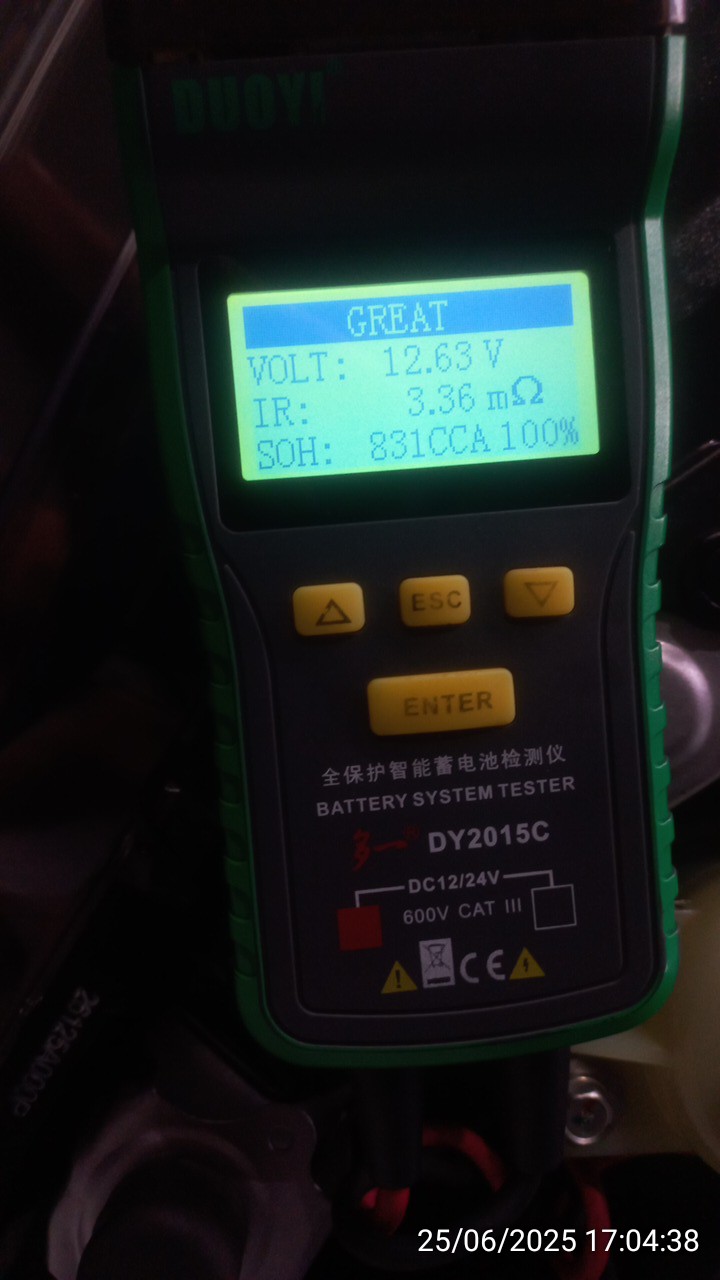 DUOYI
GREAT
VOLT: 12.63 V
IR: 3.36 mΩ
SOH: 831CCA 100%
ESC
ENTER
全保护智能蓄电池检测仪
BATTERY SYSTEM TESTER
多一 DY2015C
DC12/24V
600V CAT III
CE
25/06/2025 17:04:38